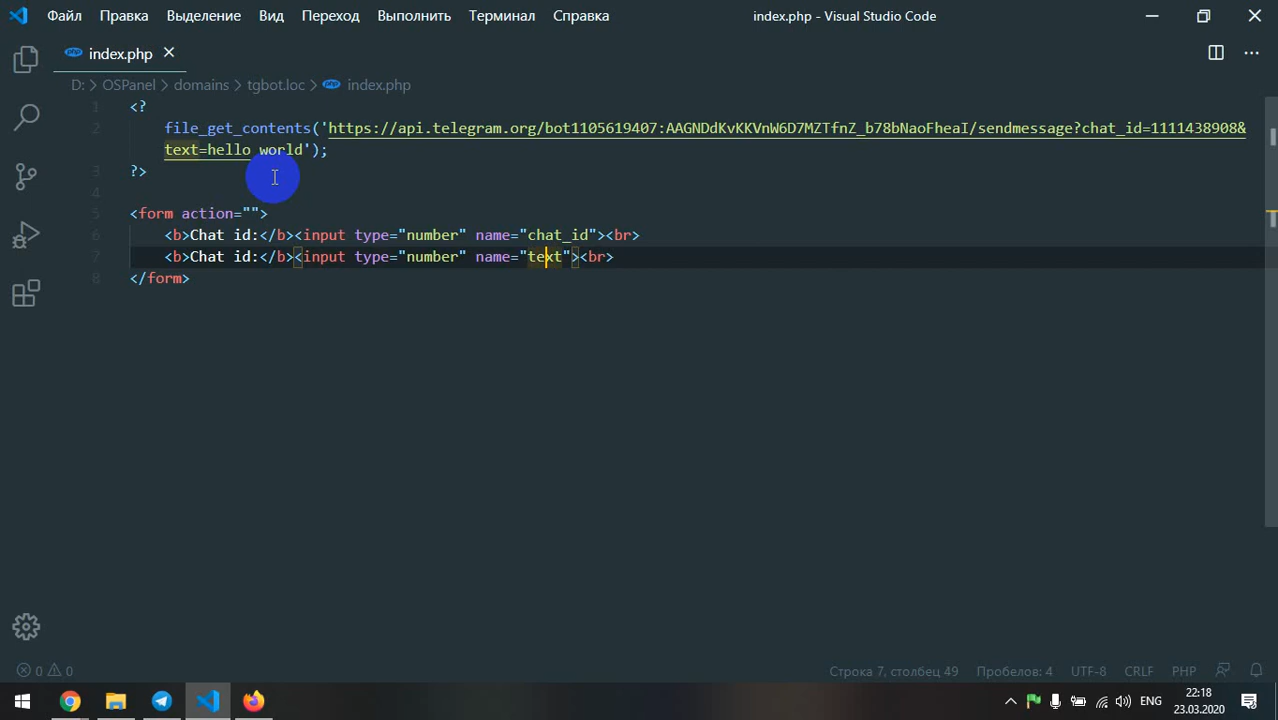 Файл Правка Выделение Вид Переход Выполнить Терминал Справка index.php - Visual Studio Code
php index.php
D: > OSPanel > domains > tgbot.loc > php index.php
1 <?
2 file_get_contents('https://api.telegram.org/bot1105619407:AAGNDdKvKKVnW6D7MZTfnZ_b78bNaoFheaI/sendmessage?chat_id=1111438908&
text=hello world');
3 ?>
4
5 <form action="">
6 <b>Chat id:</b><input type="number" name="chat_id"><br>
7 <b>Chat id:</b><input type="number" name="text"><br>
8 </form>
0 0 Строка 7, столбец 49 Пробелов: 4 UTF-8 CRLF PHP
ENG 22:18
23.03.2020